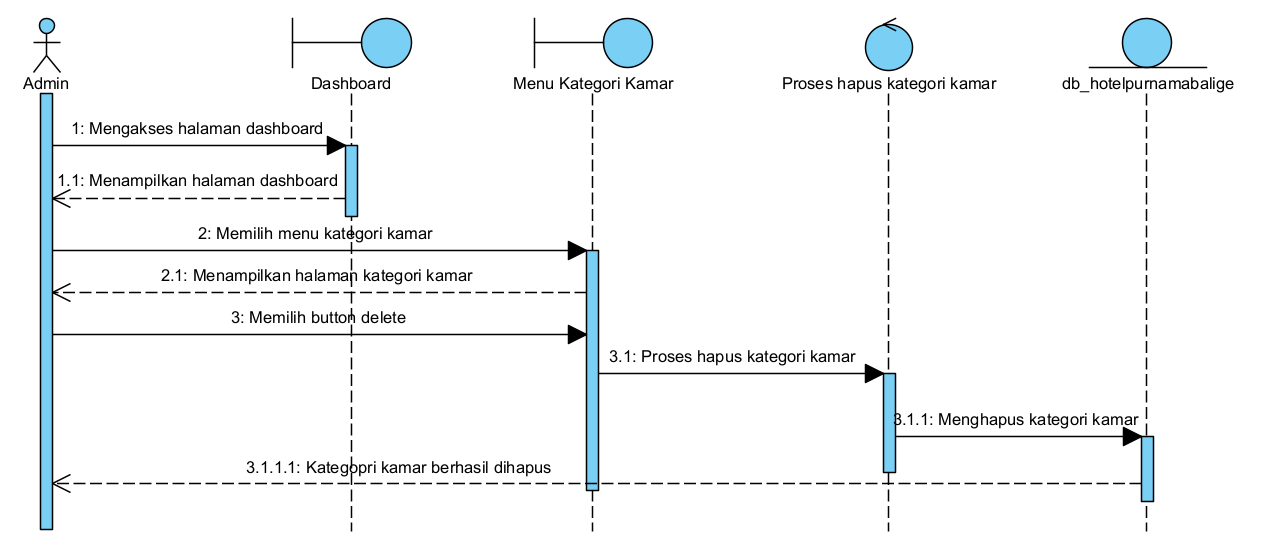 Admin
Dashboard
Menu Kategori Kamar
Proses hapus kategori kamar
db_hotelpurnamabalige
1: Mengakses halaman dashboard
1.1: Menampilkan halaman dashboard
2: Memilih menu kategori kamar
2.1: Menampilkan halaman kategori kamar
3: Memilih button delete
3.1: Proses hapus kategori kamar
3.1.1: Menghapus kategori kamar
3.1.1.1: Kategopri kamar berhasil dihapus